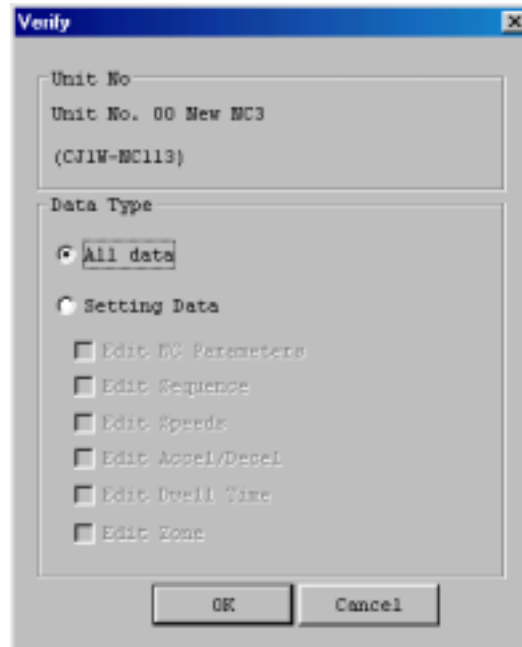 Verify
Unit No
Unit No. 00 New NC3
(CJ1W-NC113)
Data Type
All data
Setting Data
Edit NC Parameters
Edit Sequence
Edit Speeds
Edit Accel/Decel
Edit Dwell Time
Edit Zone
OK Cancel